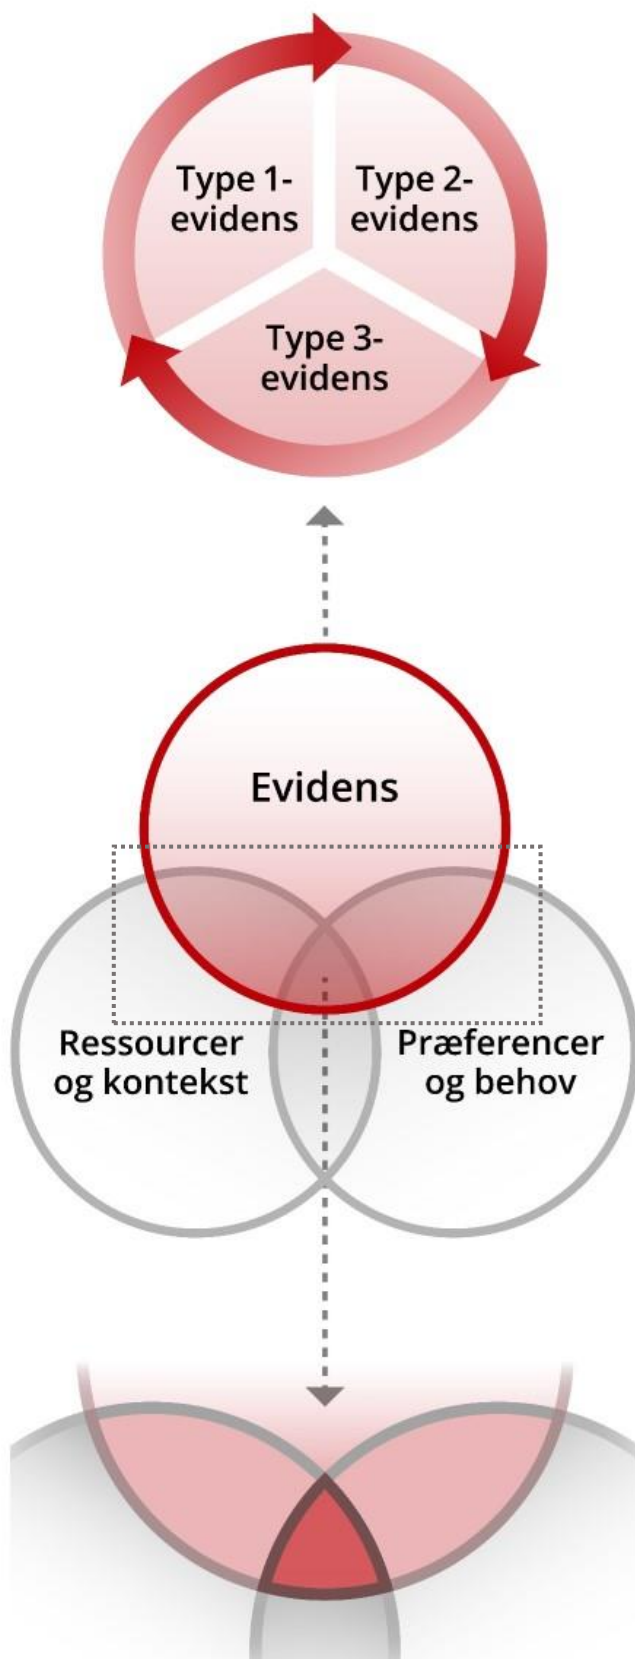 Type 1-
evidens
Type 2-
evidens
Type 3-
evidens
Evidens
Ressourcer
og kontekst
Præferencer
og behov